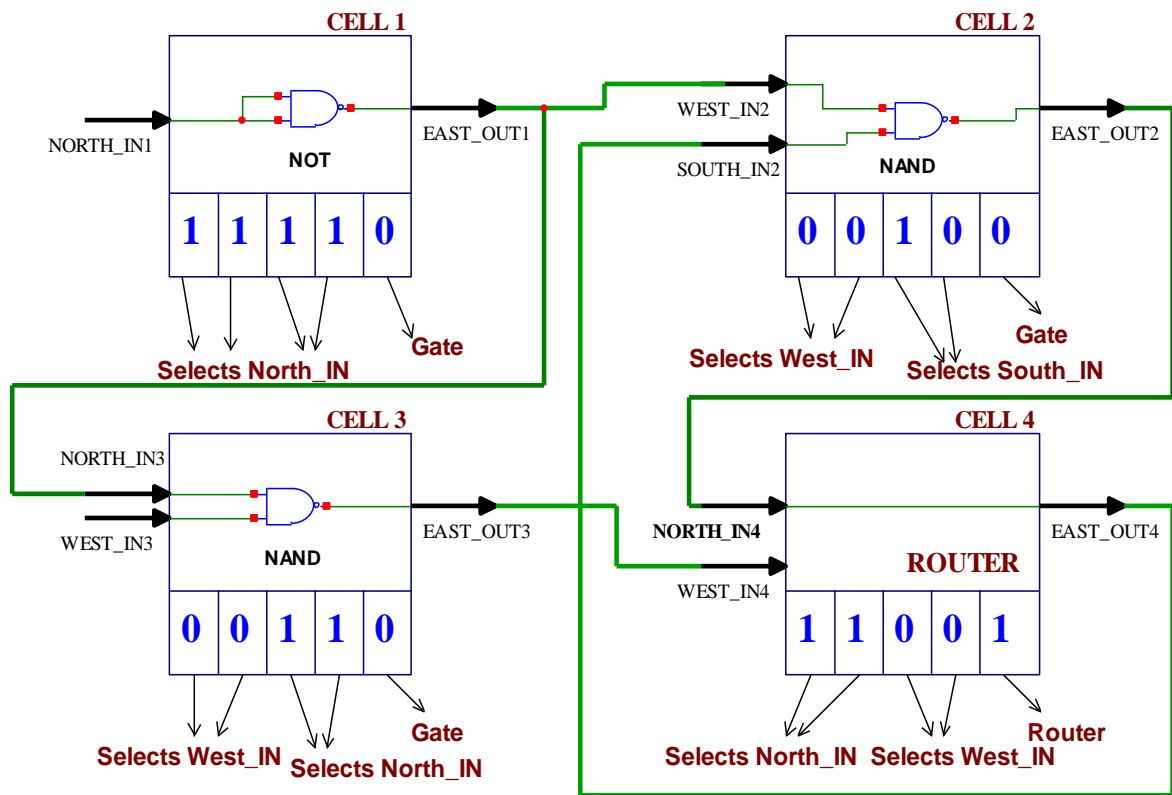 CELL 1
NORTH_IN1
EAST_OUT1
NOT
1 1 1 1 0
Selects North_IN
Gate
CELL 2
WEST_IN2
SOUTH_IN2
EAST_OUT2
NAND
0 0 1 0 0
Selects West_IN
Selects South_IN
Gate
CELL 3
NORTH_IN3
WEST_IN3
EAST_OUT3
NAND
0 0 1 1 0
Selects West_IN
Selects North_IN
Gate
CELL 4
NORTH_IN4
WEST_IN4
EAST_OUT4
ROUTER
1 1 0 0 1
Selects North_IN
Selects West_IN
Router